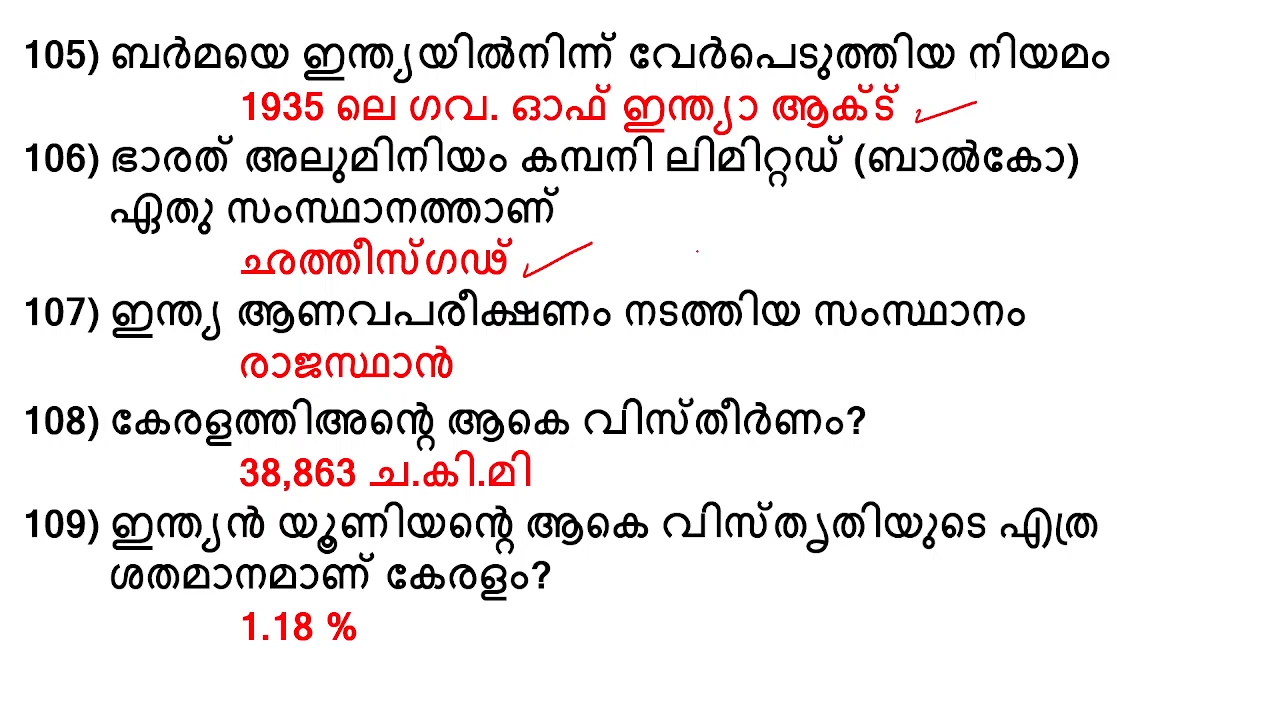 105) ബർമയെ ഇന്ത്യയിൽനിന്ന് വേർപെടുത്തിയ നിയമം
1935 ലെ ഗവ. ഓഫ് ഇന്ത്യാ ആക്ട്
106) ഭാരത് അലുമിനിയം കമ്പനി ലിമിറ്റഡ് (ബാൽകോ)
ഏതു സംസ്ഥാനത്താണ്
ഛത്തീസ്ഗഢ്
107) ഇന്ത്യ ആണവപരീക്ഷണം നടത്തിയ സംസ്ഥാനം
രാജസ്ഥാൻ
108) കേരളത്തിഅന്റെ ആകെ വിസ്തീർണം?
38,863 ച.കി.മി
109) ഇന്ത്യൻ യൂണിയന്റെ ആകെ വിസ്തൃതിയുടെ എത്ര
ശതമാനമാണ് കേരളം?
1.18 %